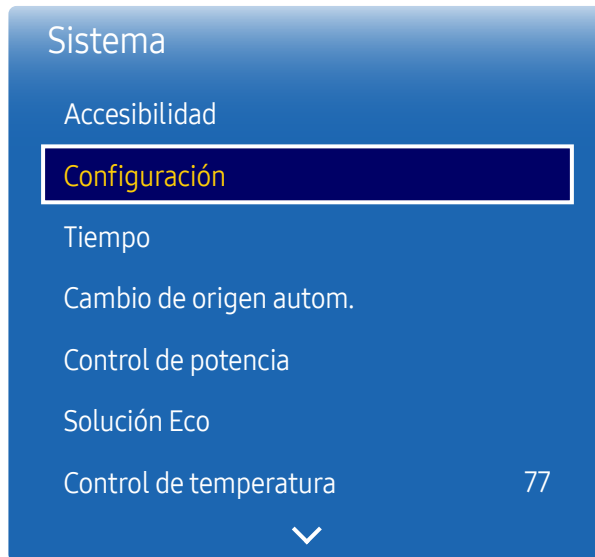 Sistema
Accesibilidad
Configuración
Tiempo
Cambio de origen autom.
Control de potencia
Solución Eco
Control de temperatura 77